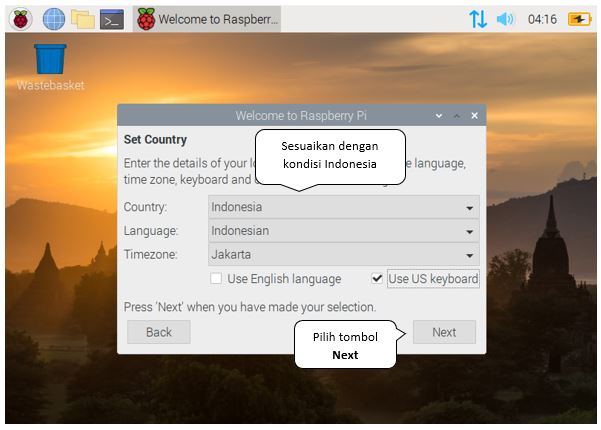 Welcome to Raspberr...
04:16
Wastebasket
Welcome to Raspberry Pi
Set Country
Sesuaikan dengan
kondisi Indonesia
Enter the details of your lo
e language,
time zone, keyboard and
Country:
Indonesia
Language:
Indonesian
Timezone:
Jakarta
Use English language
Use US keyboard
Press 'Next' when you have made your selection.
Back
Pilih tombol
Next
Next